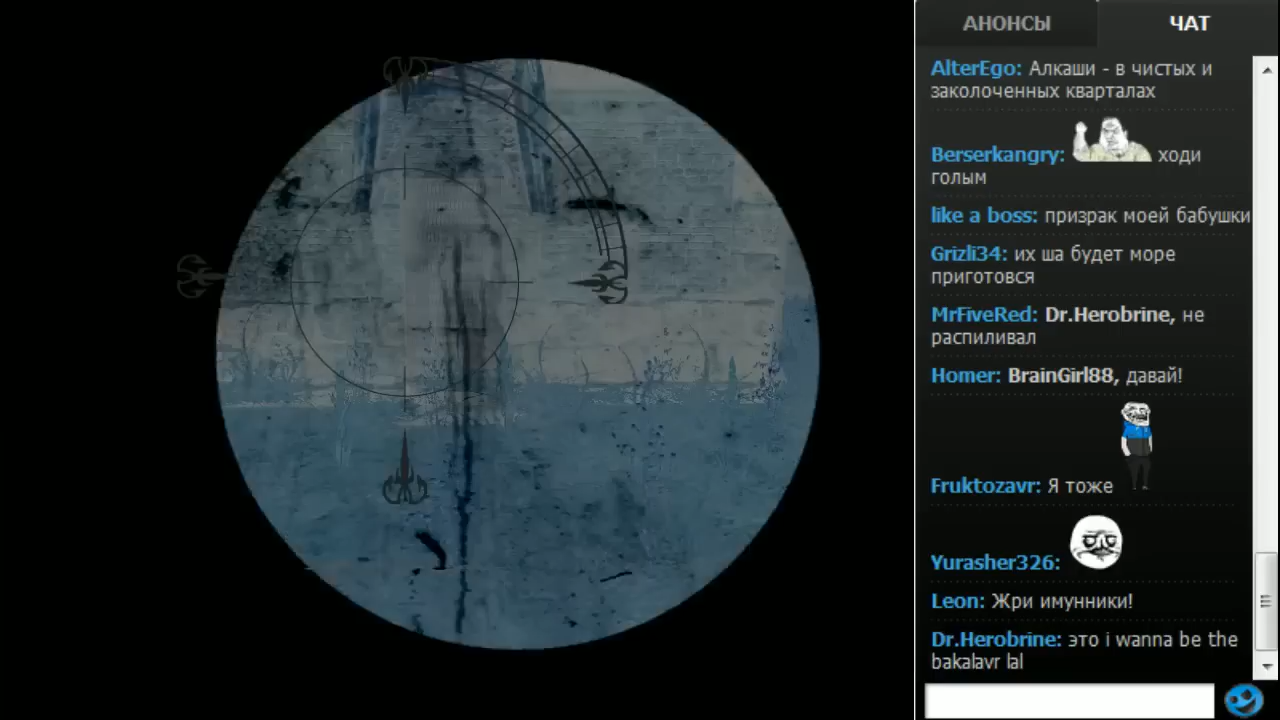 АНОНСЫ
ЧАТ
AlterEgo: Алкаши - в чистых и
заколоченных кварталах
Berserkangry: ходи
голым
like a boss: призрак моей бабушки
Grizli34: их ша будет море
приготовся
MrFiveRed: Dr.Herobrine, не
распиливал
Homer: BrainGirl88, давай!
Fruktozavr: Я тоже
Yurasher326:
Leon: Жри имунники!
Dr.Herobrine: это i wanna be the
bakalavr lal